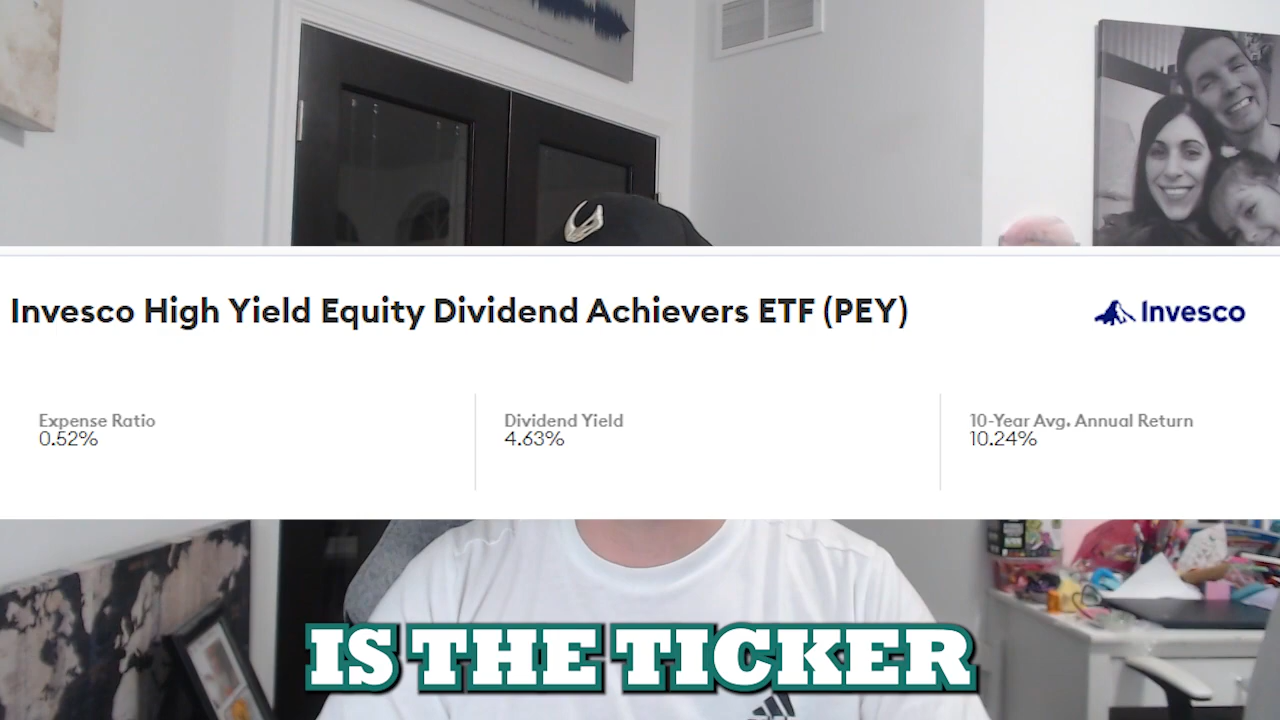 Invesco High Yield Equity Dividend Achievers ETF (PEY)
Invesco
Expense Ratio
0.52%
Dividend Yield
4.63%
10-Year Avg. Annual Return
10.24%
IS THE TICKER